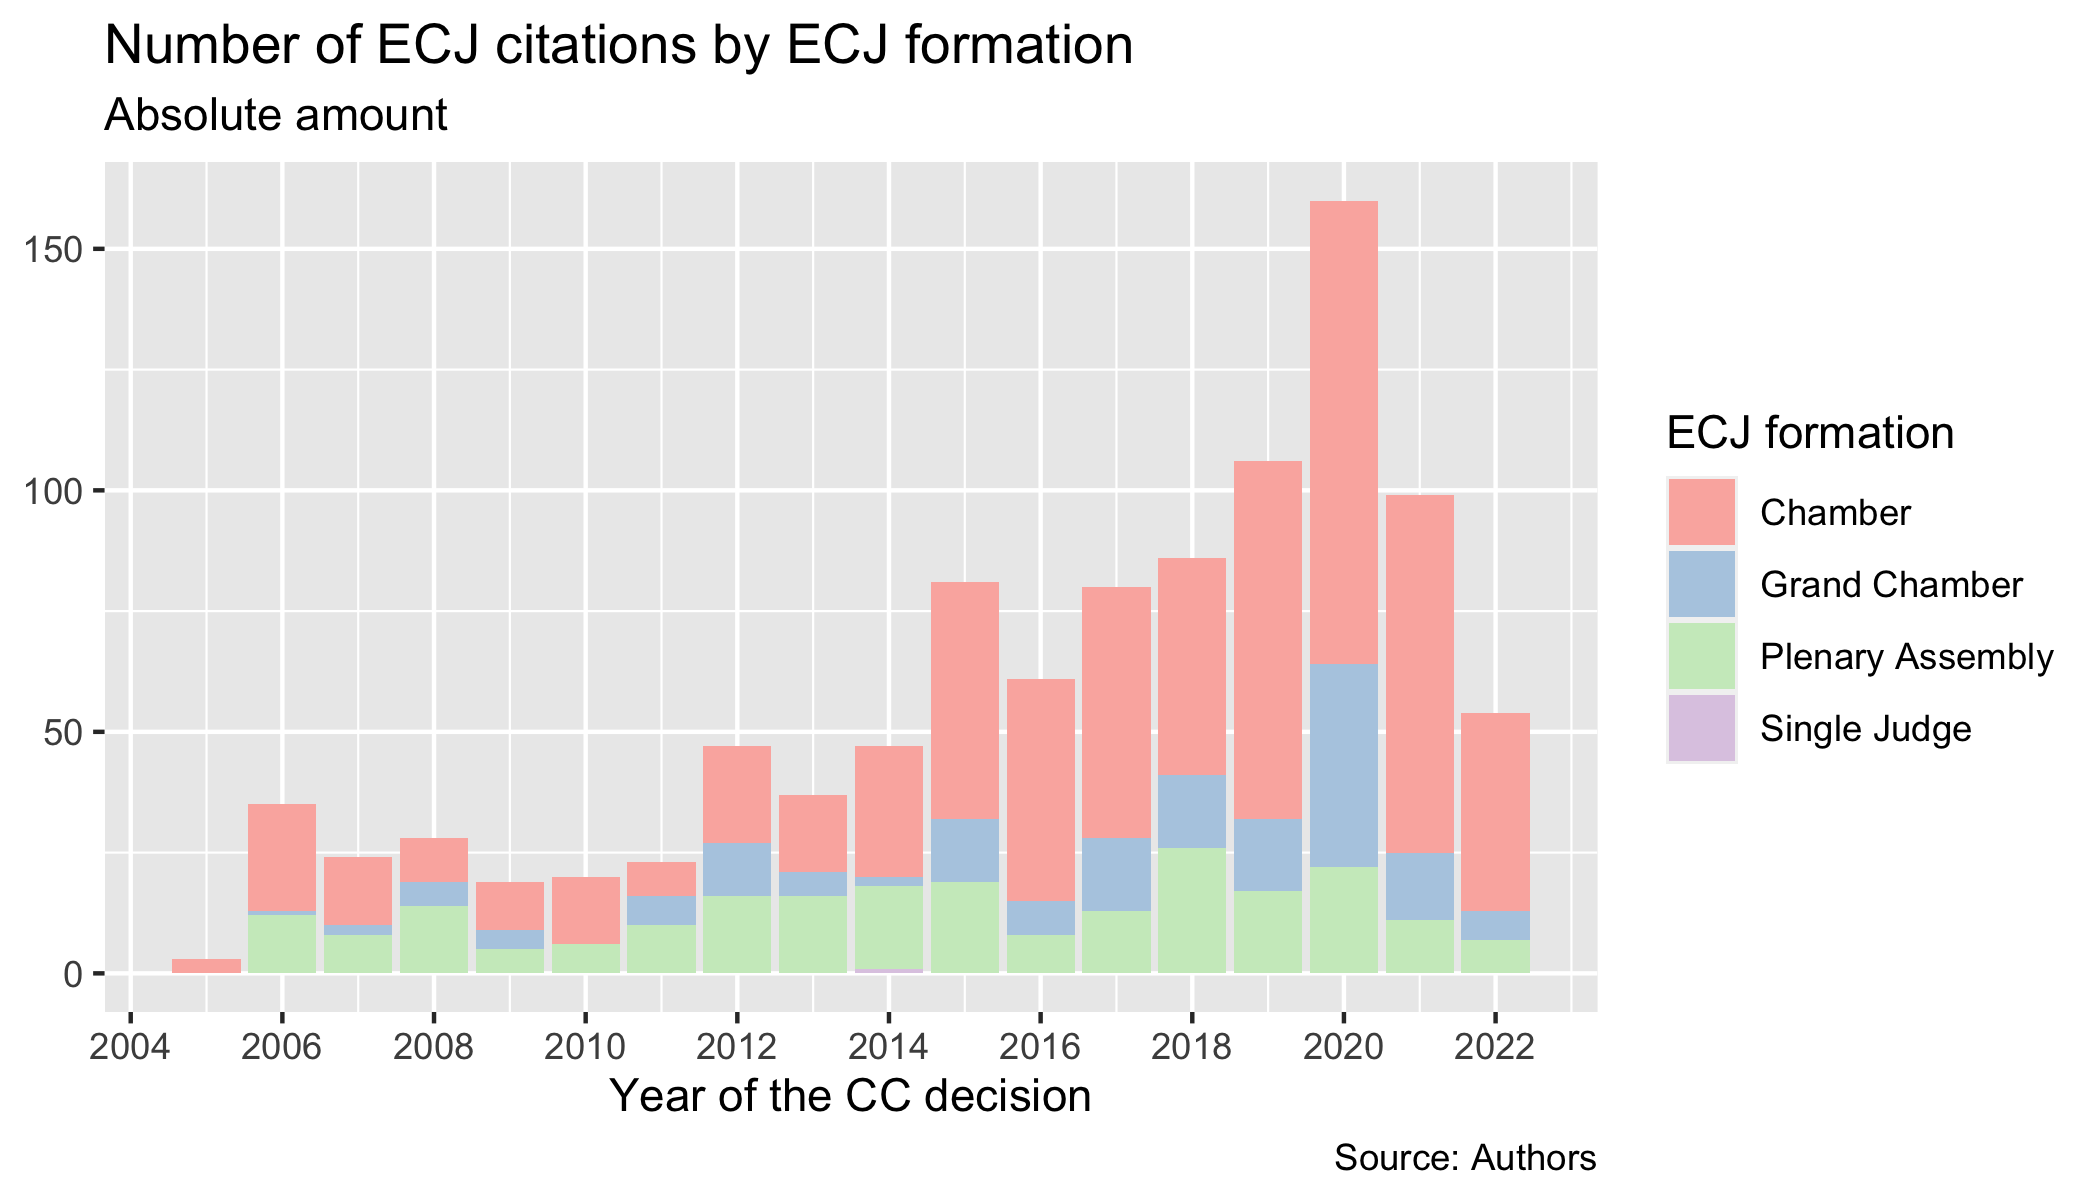 Number of ECJ citations by ECJ formation
Absolute amount
150
100
50
0
2004 2006 2008 2010 2012 2014 2016 2018 2020 2022
Year of the CC decision
ECJ formation
Chamber
Grand Chamber
Plenary Assembly
Single Judge
Source: Authors